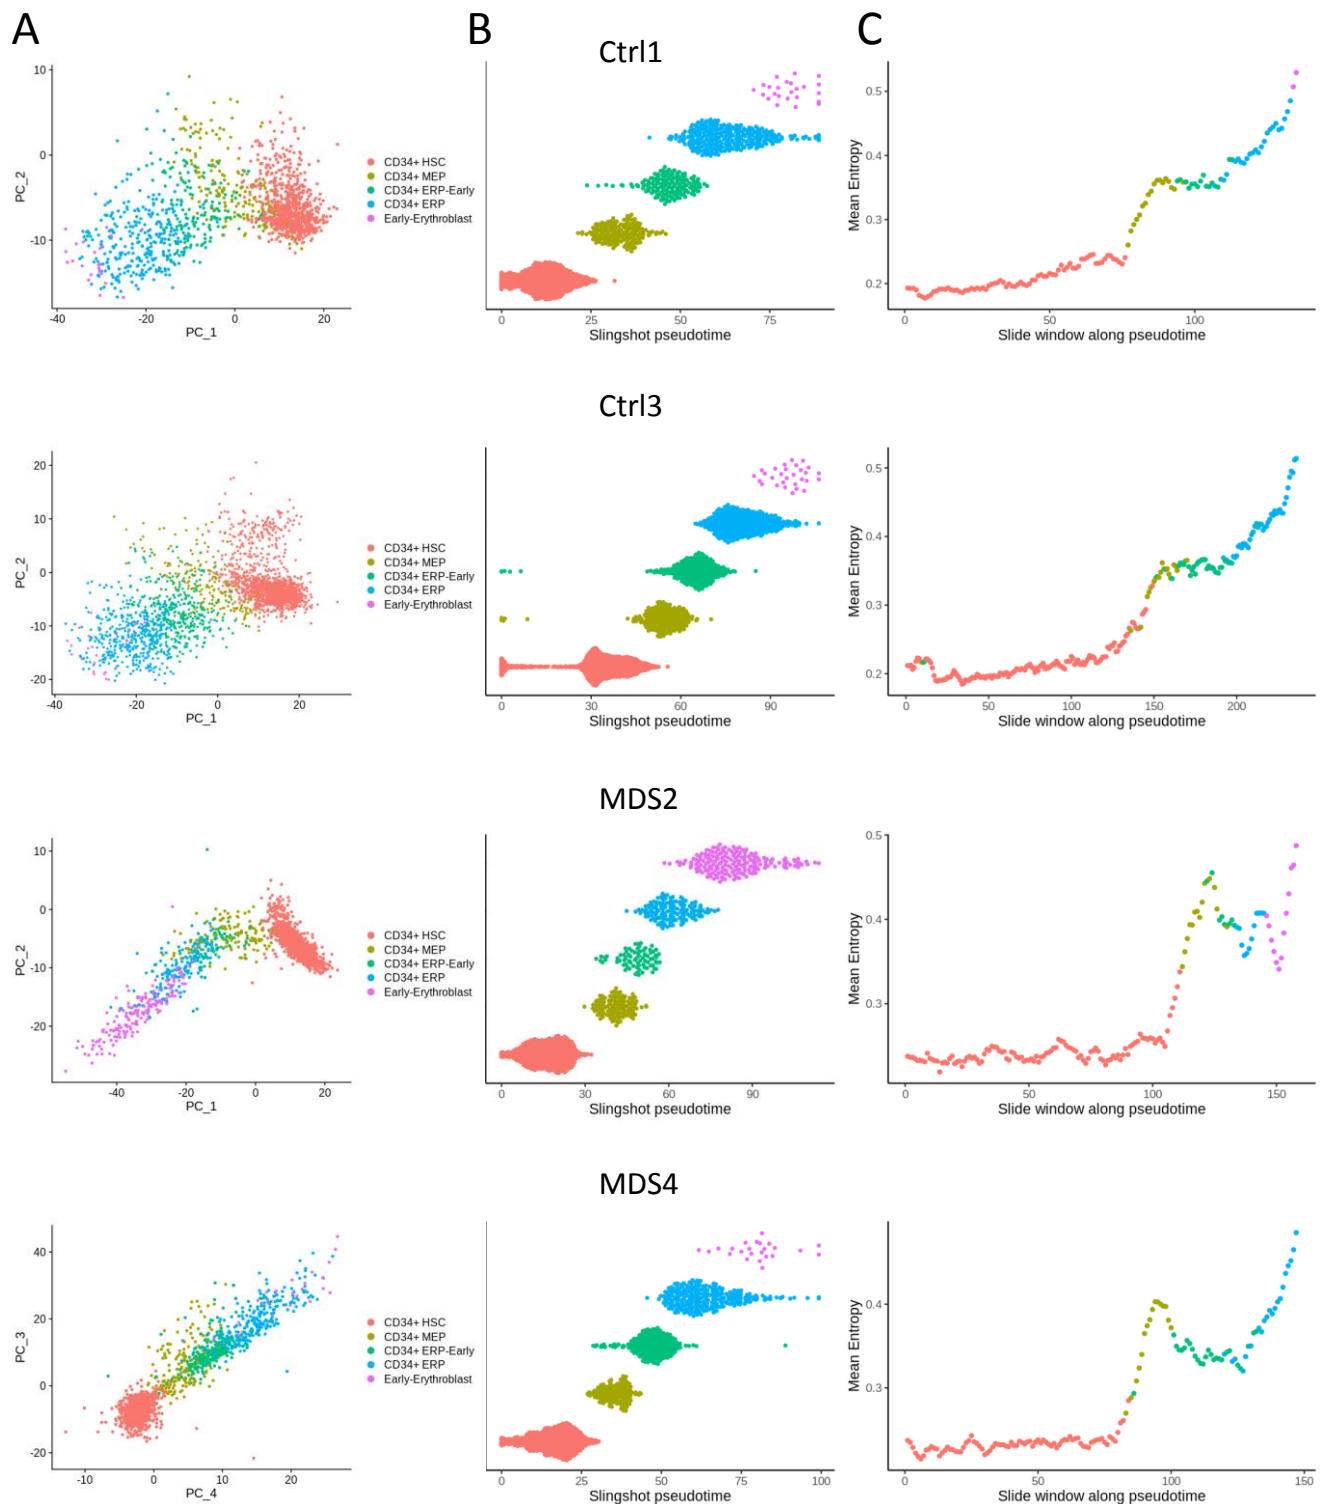 A
B
C
Ctrl1
10
0
-10
PC_2
-40
-20
0
20
PC_1
CD34+ HSC
CD34+ MEP
CD34+ ERP-Early
CD34+ ERP
Early-Erythroblast
0
25
50
75
Slingshot pseudotime
0.5
0.4
0.3
0.2
Mean Entropy
0
50
100
Slide window along pseudotime
Ctrl3
20
10
0
-10
-20
PC_2
-40
-20
0
20
PC_1
CD34+ HSC
CD34+ MEP
CD34+ ERP-Early
CD34+ ERP
Early-Erythroblast
0
30
60
90
Slingshot pseudotime
0.5
0.4
0.3
0.2
Mean Entropy
0
50
100
150
200
Slide window along pseudotime
MDS2
10
0
-10
-20
PC_2
-40
-20
0
PC_1
CD34+ HSC
CD34+ MEP
CD34+ ERP-Early
CD34+ ERP
Early-Erythroblast
0
30
60
90
Slingshot pseudotime
0.5
0.4
0.3
Mean Entropy
0
50
100
150
Slide window along pseudotime
MDS4
40
20
0
-20
PC_3
-10
0
10
20
PC_4
CD34+ HSC
CD34+ MEP
CD34+ ERP-Early
CD34+ ERP
Early-Erythroblast
0
25
50
75
100
Slingshot pseudotime
0.4
0.3
Mean Entropy
0
50
100
150
Slide window along pseudotime